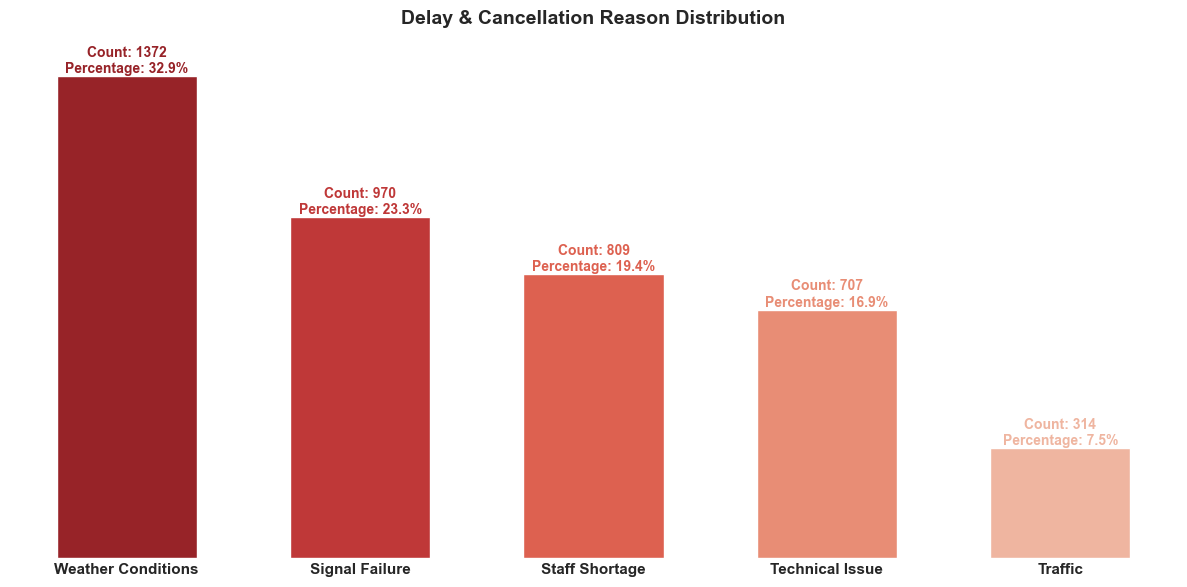 Delay & Cancellation Reason Distribution
Count: 1372
Percentage: 32.9%
Count: 970
Percentage: 23.3%
Count: 809
Percentage: 19.4%
Count: 707
Percentage: 16.9%
Count: 314
Percentage: 7.5%
Weather Conditions
Signal Failure
Staff Shortage
Technical Issue
Traffic